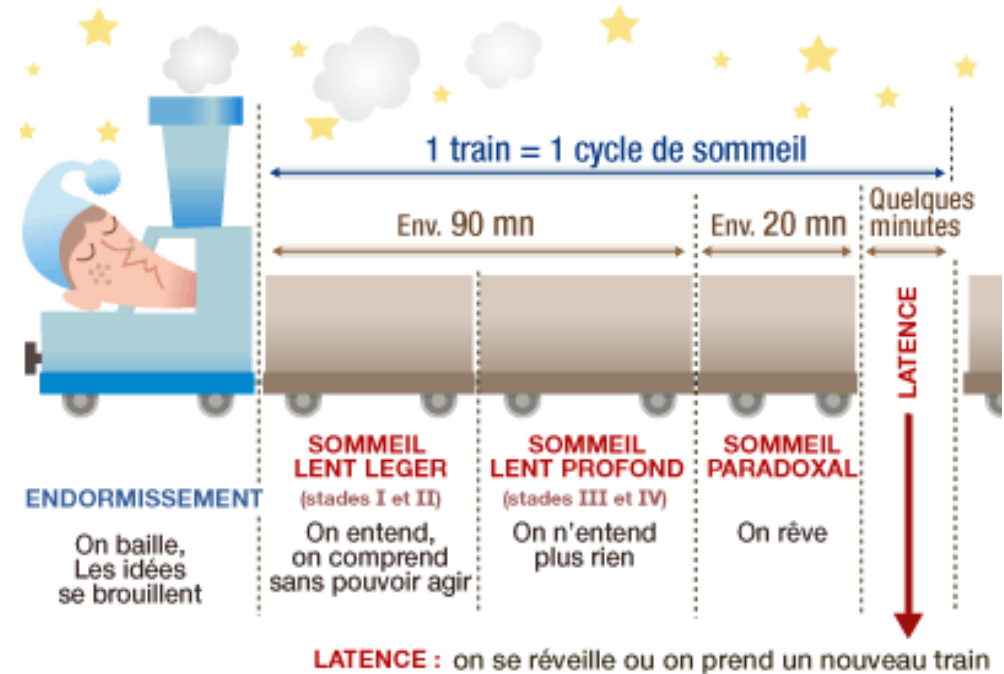 1 train = 1 cycle de sommeil
Env. 90 mn
Env. 20 mn
Quelques
minutes
LATENCE
ENDORMISSEMENT
On baille,
Les idées
se brouillent
SOMMEIL
LENT LEGER
(stades I et II)
On entend,
on comprend
sans pouvoir agir
SOMMEIL
LENT PROFOND
(stades III et IV)
On n'entend
plus rien
SOMMEIL
PARADOXAL
On rêve
LATENCE : on se réveille ou on prend un nouveau train